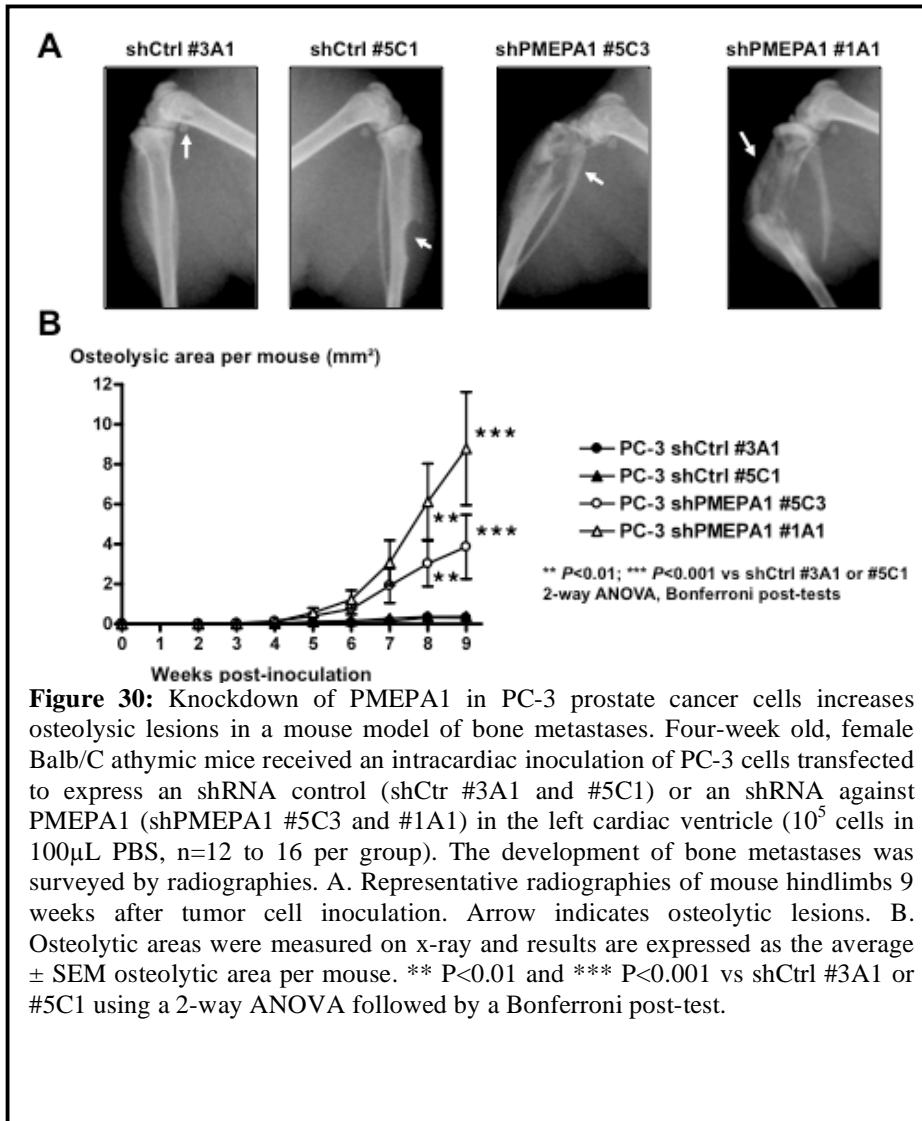 A
shCtrl #3A1 shCtrl #5C1 shPMEPA1 #5C3 shPMEPA1 #1A1
B
Osteolysic area per mouse (mm²)
12
10
8
6
4
2
0
0 1 2 3 4 5 6 7 8 9
Weeks post-inoculation
***
**
***
**
PC-3 shCtrl #3A1
PC-3 shCtrl #5C1
PC-3 shPMEPA1 #5C3
PC-3 shPMEPA1 #1A1
** P<0.01; *** P<0.001 vs shCtrl #3A1 or #5C1
2-way ANOVA, Bonferroni post-tests
Figure 30: Knockdown of PMEPA1 in PC-3 prostate cancer cells increases
osteolysic lesions in a mouse model of bone metastases. Four-week old, female
Balb/C athymic mice received an intracardiac inoculation of PC-3 cells transfected
to express an shRNA control (shCtr #3A1 and #5C1) or an shRNA against
PMEPA1 (shPMEPA1 #5C3 and #1A1) in the left cardiac ventricle (10⁵ cells in
100µL PBS, n=12 to 16 per group). The development of bone metastases was
surveyed by radiographies. A. Representative radiographies of mouse hindlimbs 9
weeks after tumor cell inoculation. Arrow indicates osteolytic lesions. B.
Osteolytic areas were measured on x-ray and results are expressed as the average
± SEM osteolytic area per mouse. ** P<0.01 and *** P<0.001 vs shCtrl #3A1 or
#5C1 using a 2-way ANOVA followed by a Bonferroni post-test.